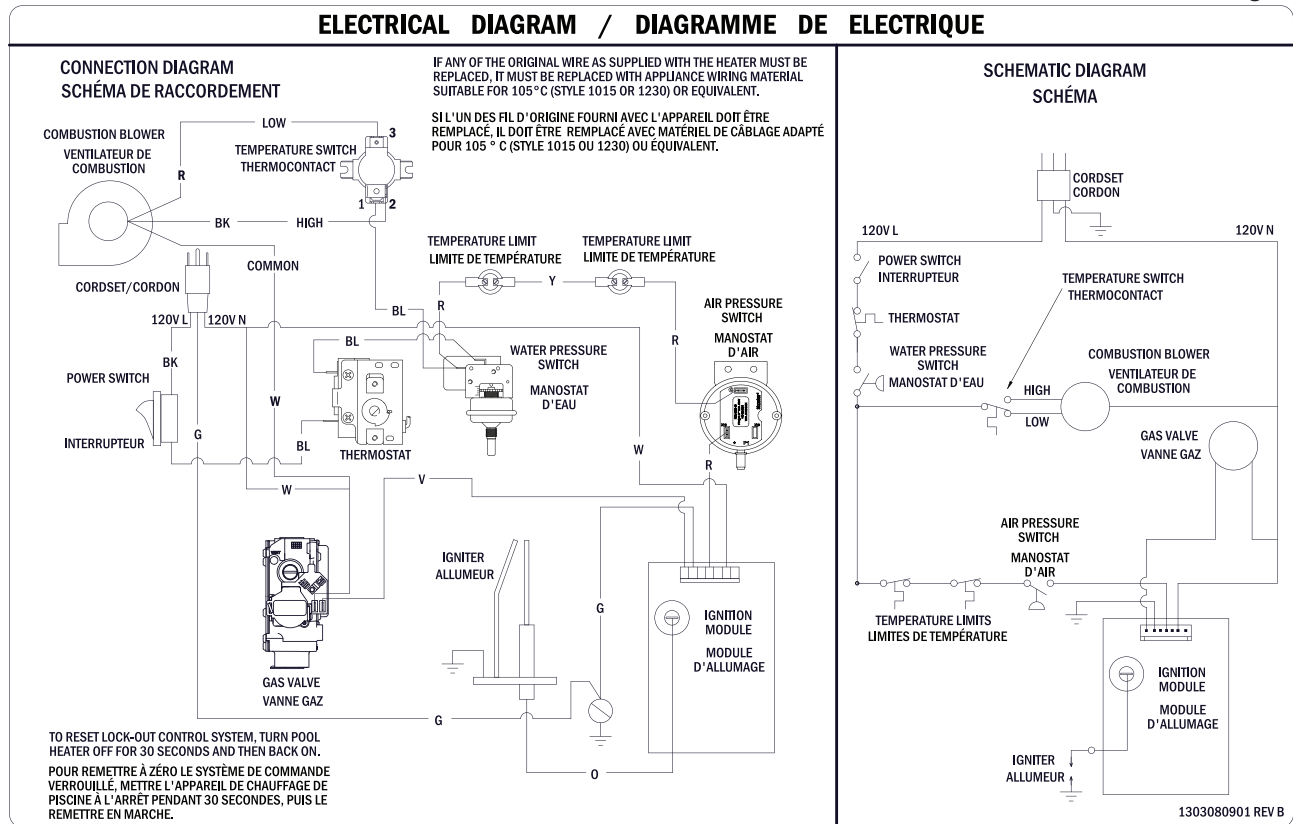 ELECTRICAL DIAGRAM / DIAGRAMME DE ELECTRIQUE
CONNECTION DIAGRAM
SCHÉMA DE RACCORDEMENT
IF ANY OF THE ORIGINAL WIRE AS SUPPLIED WITH THE HEATER MUST BE
REPLACED, IT MUST BE REPLACED WITH APPLIANCE WIRING MATERIAL
SUITABLE FOR 105°C (STYLE 1015 OR 1230) OR EQUIVALENT.
SI L'UN DES FIL D'ORIGINE FOURNI AVEC L'APPAREIL DOIT ÊTRE
REMPLACÉ, IL DOIT ÊTRE REMPLACÉ AVEC MATÉRIEL DE CÂBLAGE ADAPTÉ
POUR 105 ° C (STYLE 1015 OU 1230) OU ÉQUIVALENT.
COMBUSTION BLOWER
VENTILATEUR DE
COMBUSTION
R
LOW
3
TEMPERATURE SWITCH
THERMOCONTACT
1
2
BK
HIGH
COMMON
CORDSET/CORDON
120V L
120V N
BK
POWER SWITCH
INTERRUPTEUR
G
W
W
BL
BL
BL
THERMOSTAT
TEMPERATURE LIMIT
LIMITE DE TEMPÉRATURE
TEMPERATURE LIMIT
LIMITE DE TEMPÉRATURE
R
Y
R
WATER PRESSURE
SWITCH
MANOSTAT
D'EAU
AIR PRESSURE
SWITCH
MANOSTAT
D'AIR
W
R
V
GAS VALVE
VANNE GAZ
IGNITER
ALLUMEUR
G
G
O
IGNITION
MODULE
MODULE
D'ALLUMAGE
TO RESET LOCK-OUT CONTROL SYSTEM, TURN POOL
HEATER OFF FOR 30 SECONDS AND THEN BACK ON.
POUR REMETTRE À ZÉRO LE SYSTÈME DE COMMANDE
VERROUILLÉ, METTRE L'APPAREIL DE CHAUFFAGE DE
PISCINE À L'ARRÊT PENDANT 30 SECONDES, PUIS LE
REMETTRE EN MARCHE.
SCHEMATIC DIAGRAM
SCHÉMA
CORDSET
CORDON
120V L
120V N
POWER SWITCH
INTERRUPTEUR
TEMPERATURE SWITCH
THERMOCONTACT
THERMOSTAT
WATER PRESSURE
SWITCH
MANOSTAT D'EAU
HIGH
LOW
COMBUSTION BLOWER
VENTILATEUR DE
COMBUSTION
GAS VALVE
VANNE GAZ
AIR PRESSURE
SWITCH
MANOSTAT
D'AIR
TEMPERATURE LIMITS
LIMITES DE TEMPÉRATURE
IGNITION
MODULE
MODULE
D'ALLUMAGE
IGNITER
ALLUMEUR
1303080901 REV B